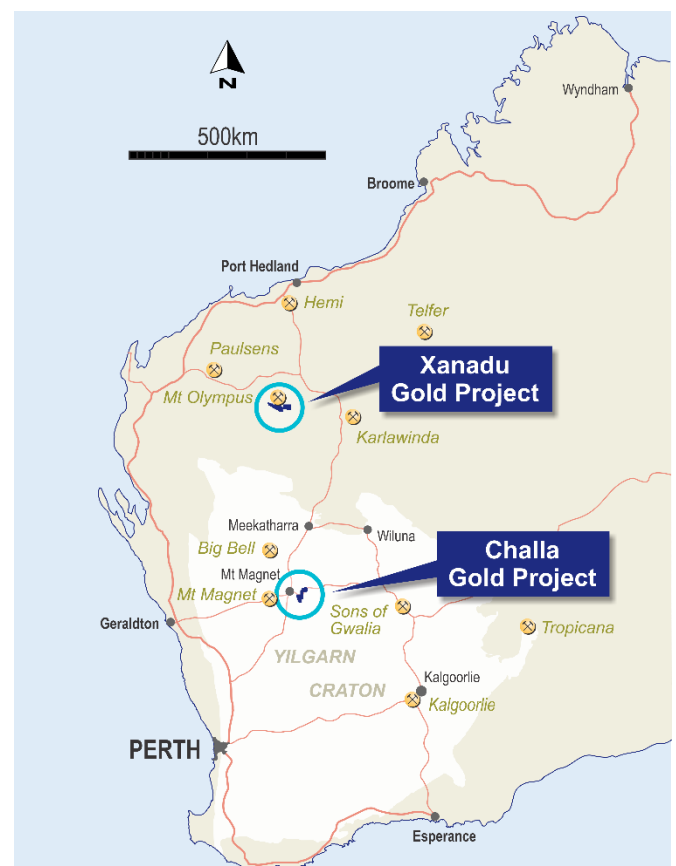 N
500km
Wyndham
Broome
Port Hedland
Hemi
Telfer
Paulsens
Xanadu
Gold Project
Mt Olympus
Karlawinda
Meekatharra
Wiluna
Big Bell
Challa
Gold Project
Mt Magnet
Mt Magnet
Sons of
Gwalia
Geraldton
Tropicana
YILGARN
CRATON
Kalgoorlie
Kalgoorlie
PERTH
Esperance